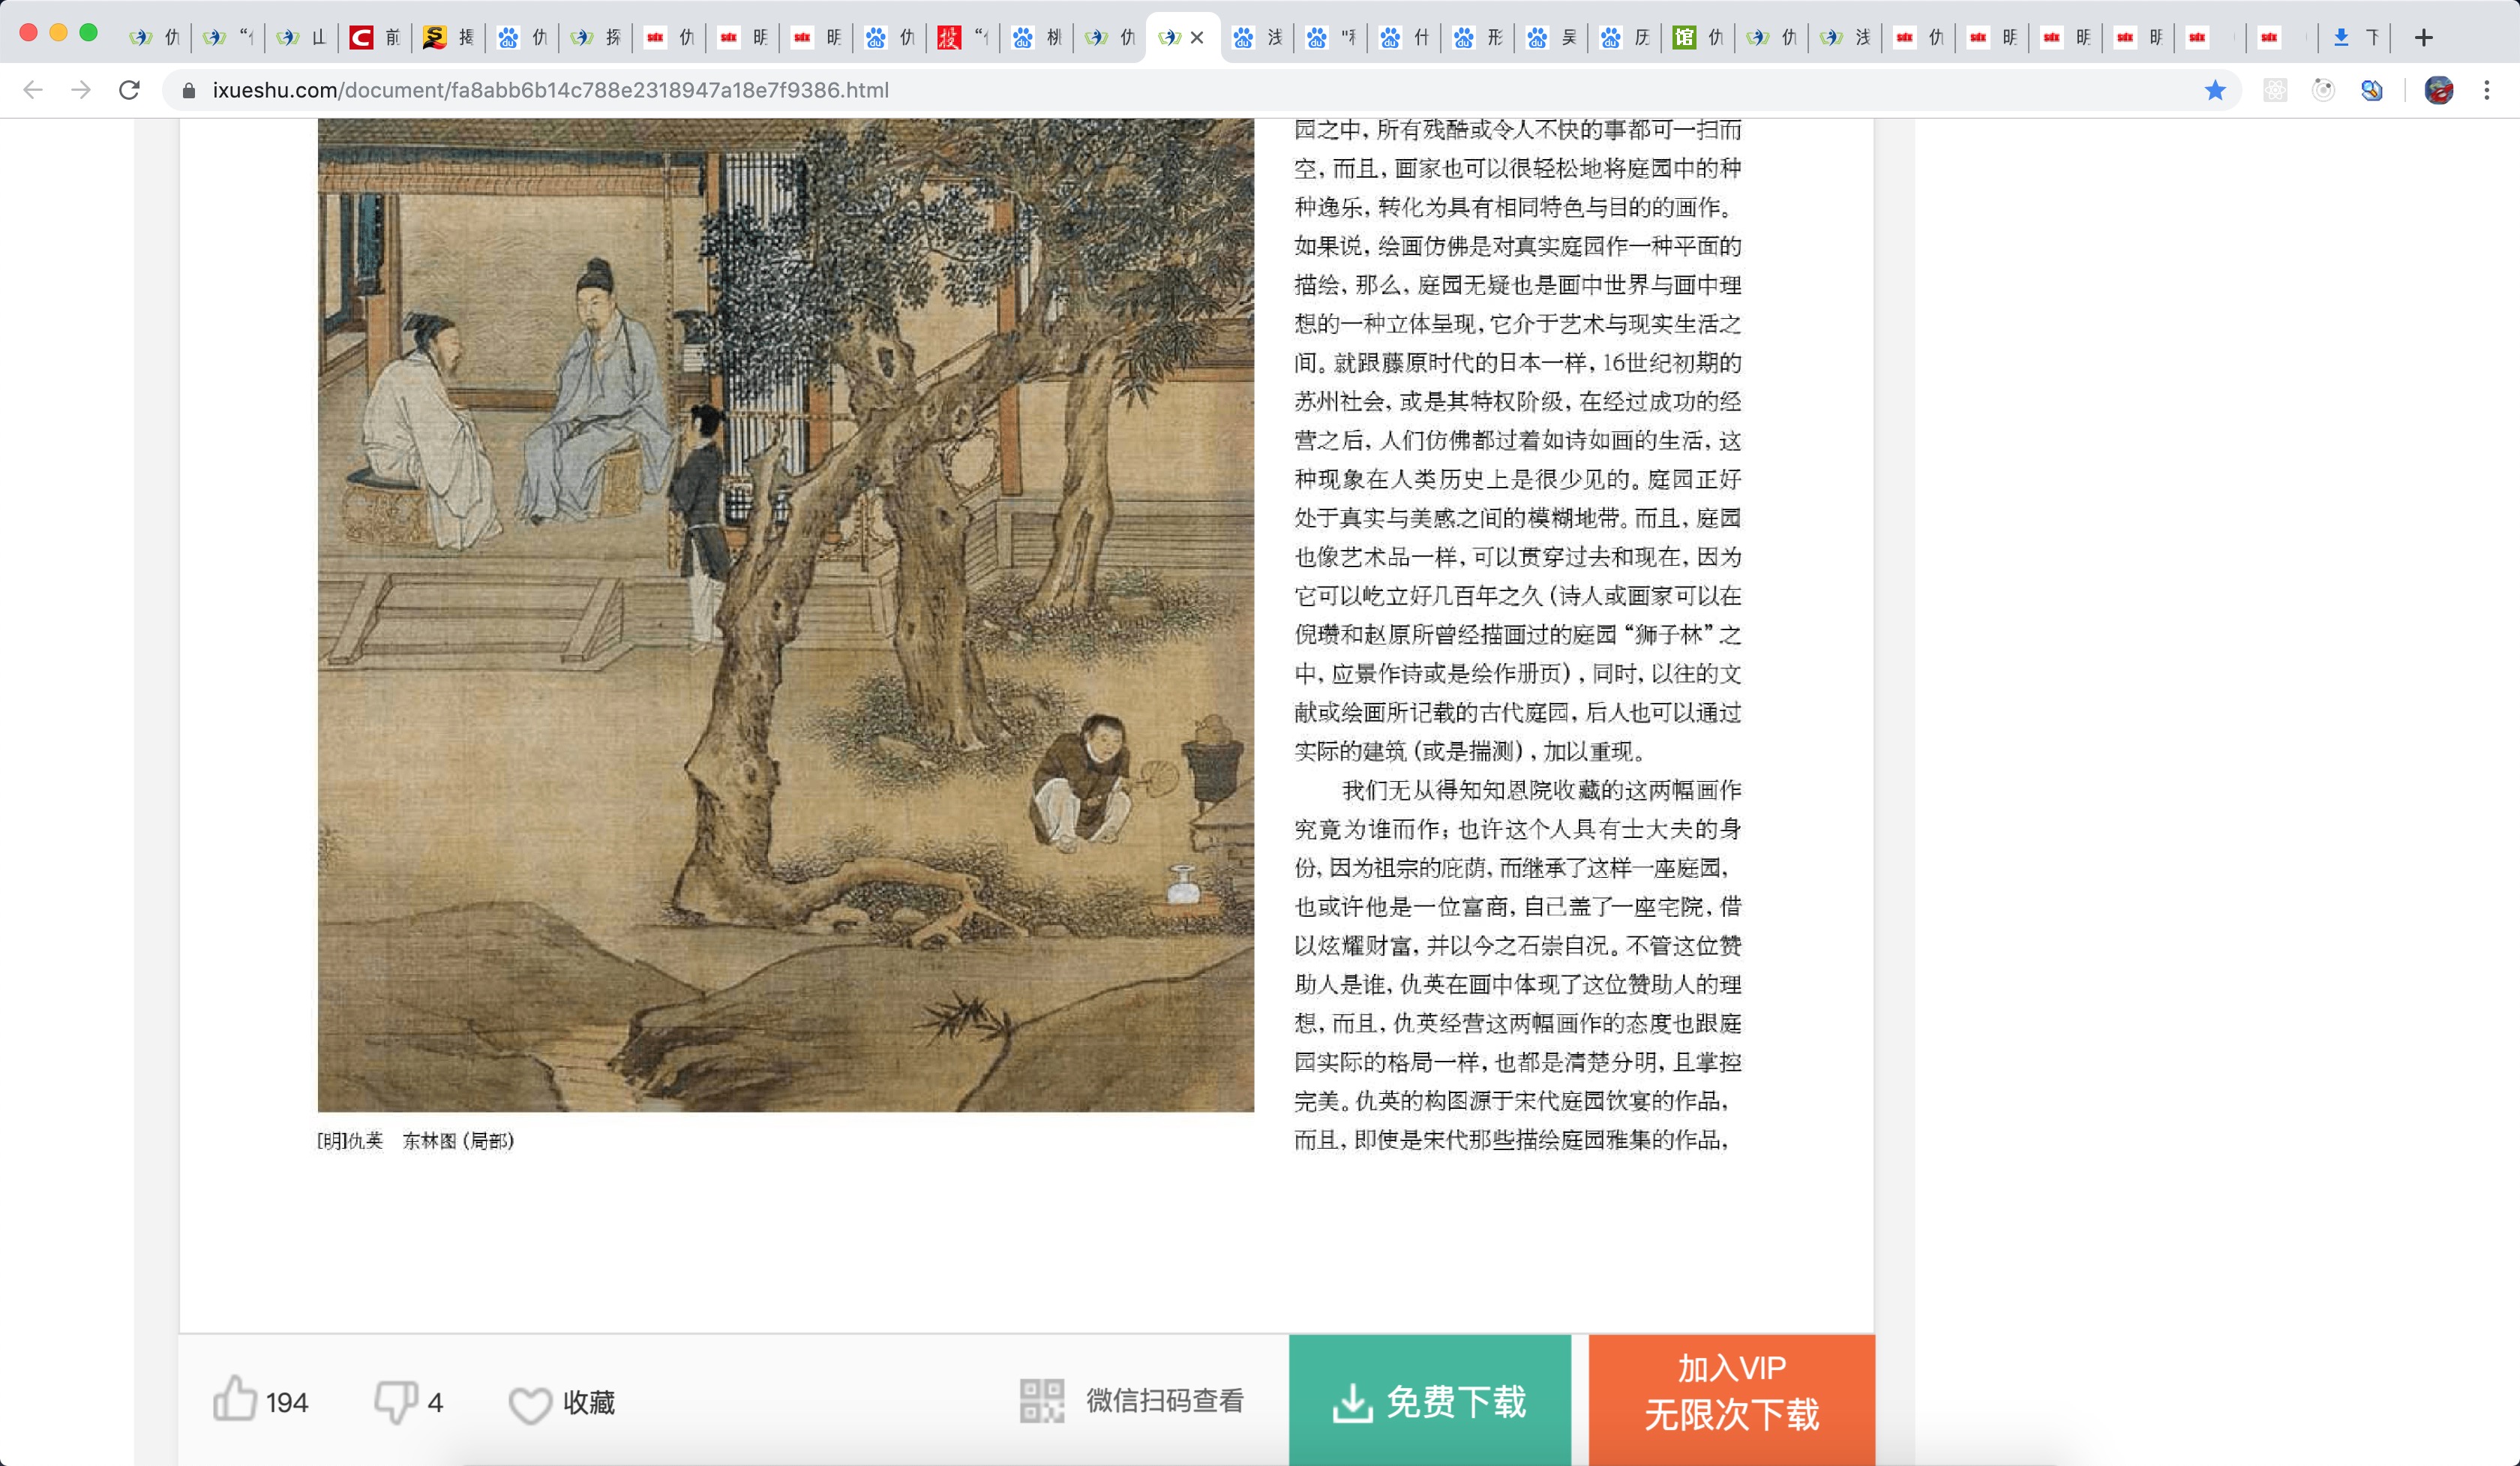 仇
“仇
山
前
揭
仇
探
仇
明
明
仇
“仇
桃
仇
浅
什
形
吴
历
仇
仇
浅
仇
明
明
明
下
ixueshu.com/document/fa8abb6b14c788e2318947a18e7f9386.html
园之中,所有残酷或令人不快的事都可一扫而
空,而且,画家也可以很轻松地将庭园中的种
种逸乐,转化为具有相同特色与目的的画作。
如果说,绘画仿佛是对真实庭园作一种平面的
描绘,那么,庭园无疑也是画中世界与画中理
想的一种立体呈现,它介于艺术与现实生活之
间。就跟藤原时代的日本一样,16世纪初期的
苏州社会,或是其特权阶级,在经过成功的经
营之后,人们仿佛都过着如诗如画的生活,这
种现象在人类历史上是很少见的。庭园正好
处于真实与美感之间的模糊地带。而且,庭园
也像艺术品一样,可以贯穿过去和现在,因为
它可以屹立好几百年之久(诗人或画家可以在
倪瓒和赵原所曾经描画过的庭园“狮子林”之
中,应景作诗或是绘作册页),同时,以往的文
献或绘画所记载的古代庭园,后人也可以通过
实际的建筑(或是揣测),加以重现。
我们无从得知知恩院收藏的这两幅画作
究竟为谁而作;也许这个人具有士大夫的身
份,因为祖宗的庇荫,而继承了这样一座庭园,
也或许他是一位富商,自己盖了一座宅院,借
以炫耀财富,并以今之石崇自况。不管这位赞
助人是谁,仇英在画中体现了这位赞助人的理
想,而且,仇英经营这两幅画作的态度也跟庭
园实际的格局一样,也都是清楚分明,且掌控
完美。仇英的构图源于宋代庭园饮宴的作品,
而且,即使是宋代那些描绘庭园雅集的作品,
[明]仇英 东林图(局部)
194
4
收藏
微信扫码查看
免费下载
加入VIP
无限次下载